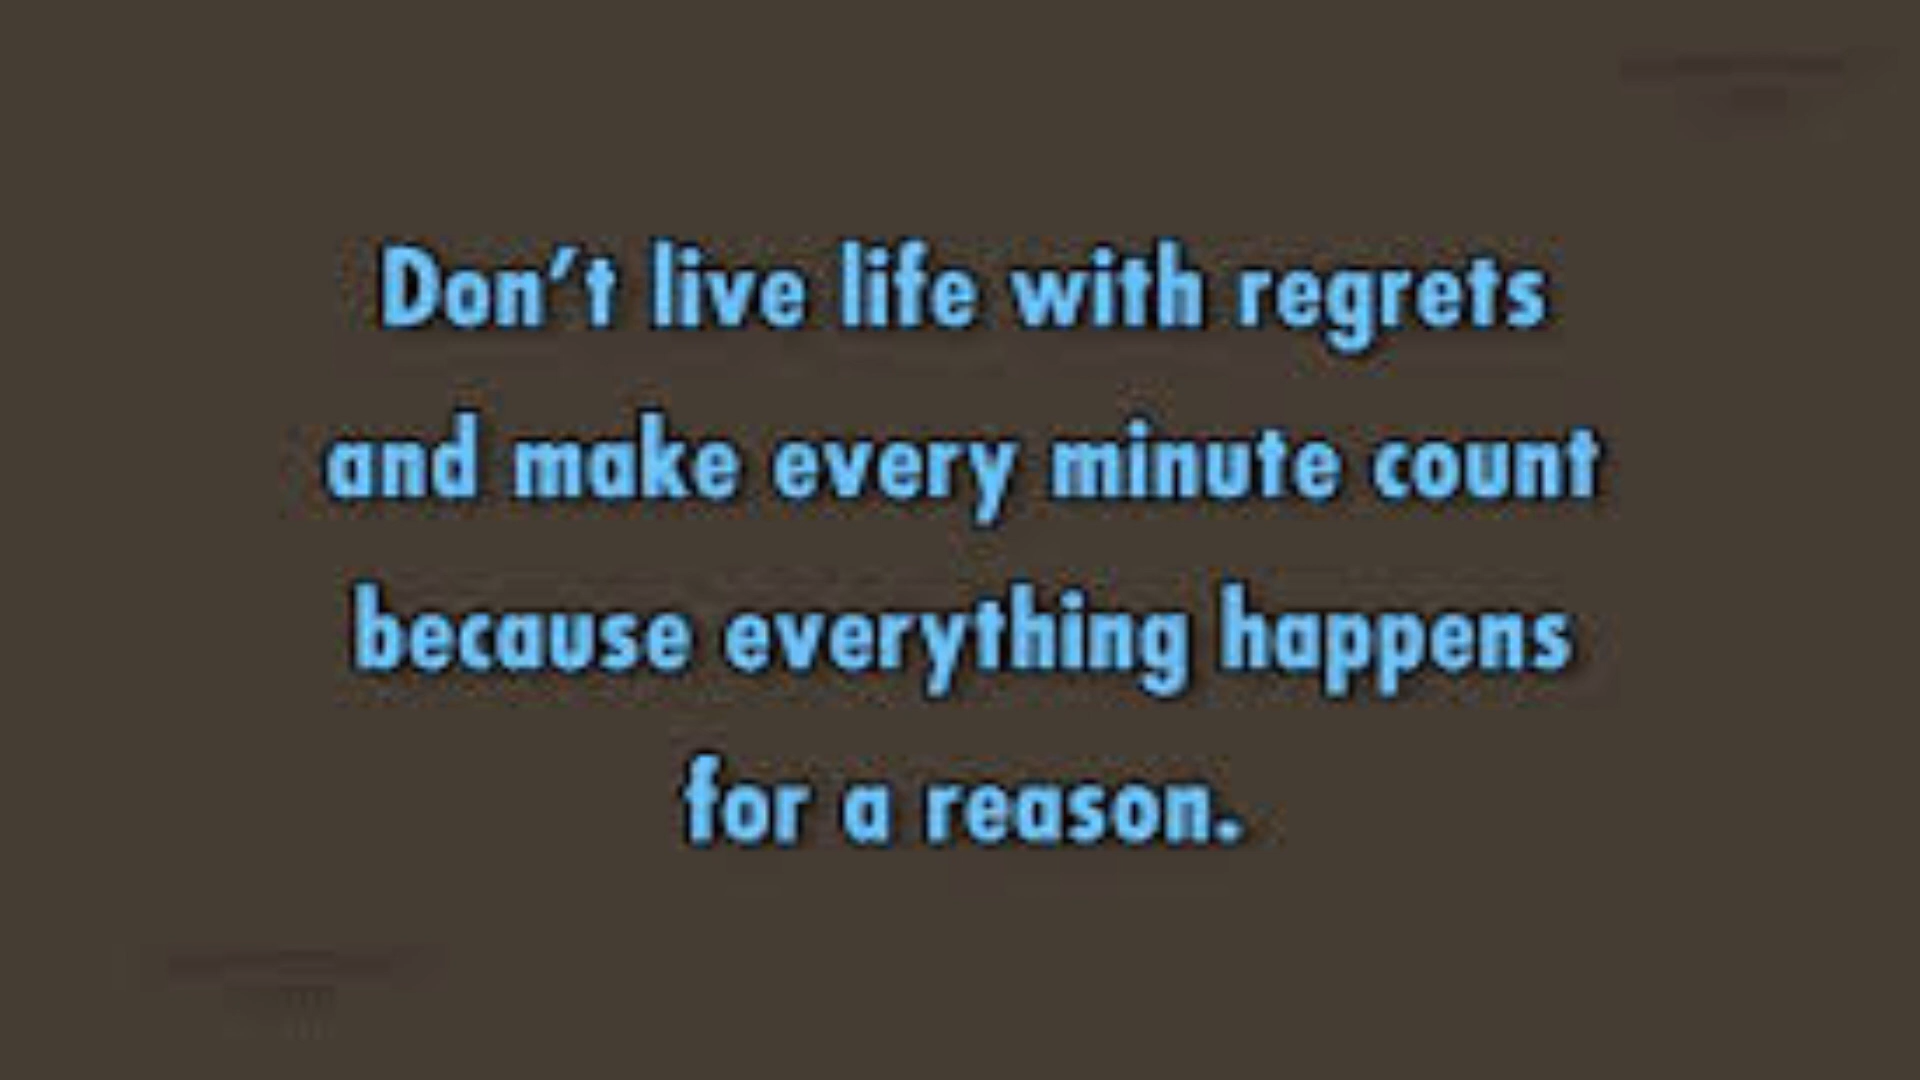 Don’t live life with regrets
and make every minute count
because everything happens
for a reason.